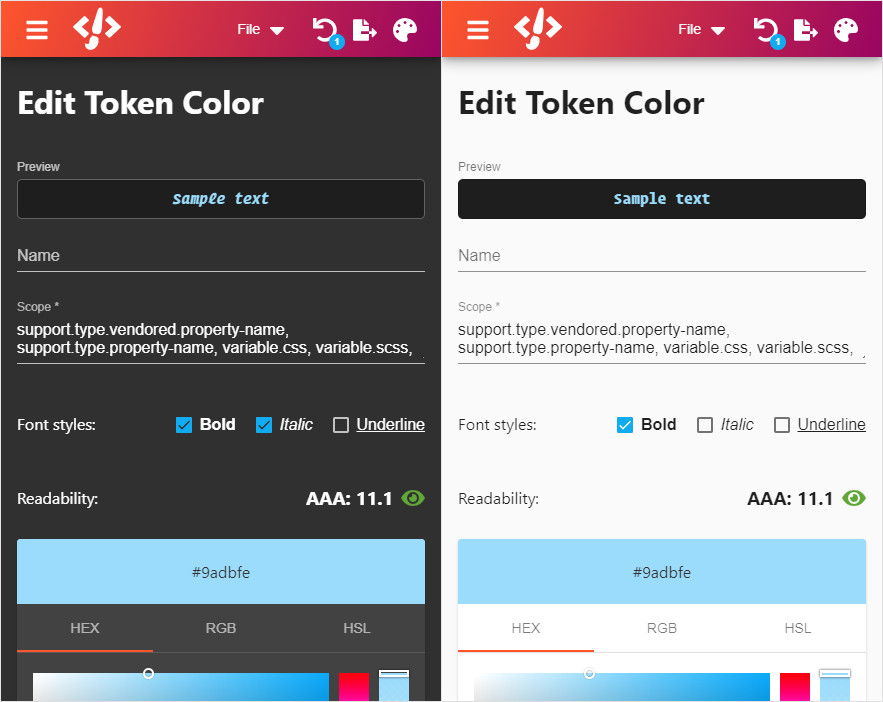 File
1
Edit Token Color
Preview
Sample text
Name
Scope *
support.type.vendored.property-name,
support.type.property-name, variable.css, variable.scss,
Font styles:
Bold
Italic
Underline
Readability:
AAA: 11.1
#9adbfe
HEX
RGB
HSL
File
1
Edit Token Color
Preview
Sample text
Name
Scope *
support.type.vendored.property-name,
support.type.property-name, variable.css, variable.scss,
Font styles:
Bold
Italic
Underline
Readability:
AAA: 11.1
#9adbfe
HEX
RGB
HSL